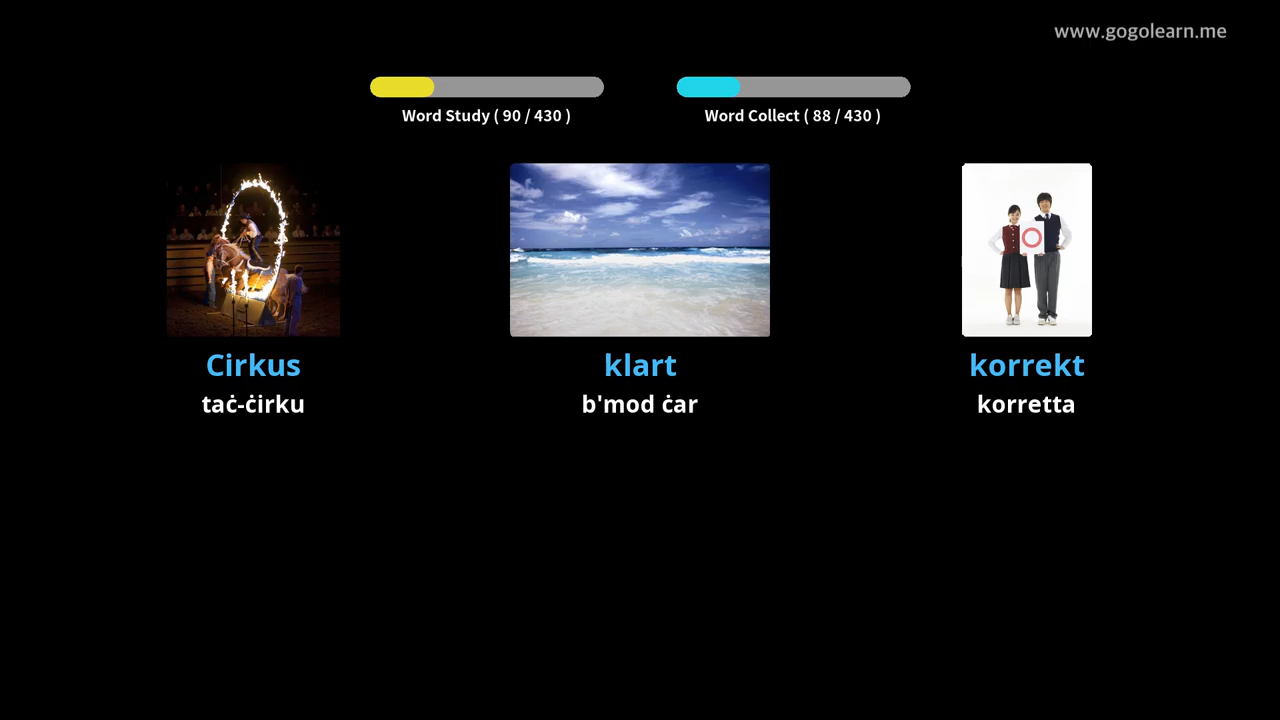 www.gogolearn.me
Word Study ( 90 / 430 )
Word Collect ( 88 / 430 )
Cirkus
klart
korrekt
taċ-ċirku
b'mod ċar
korretta